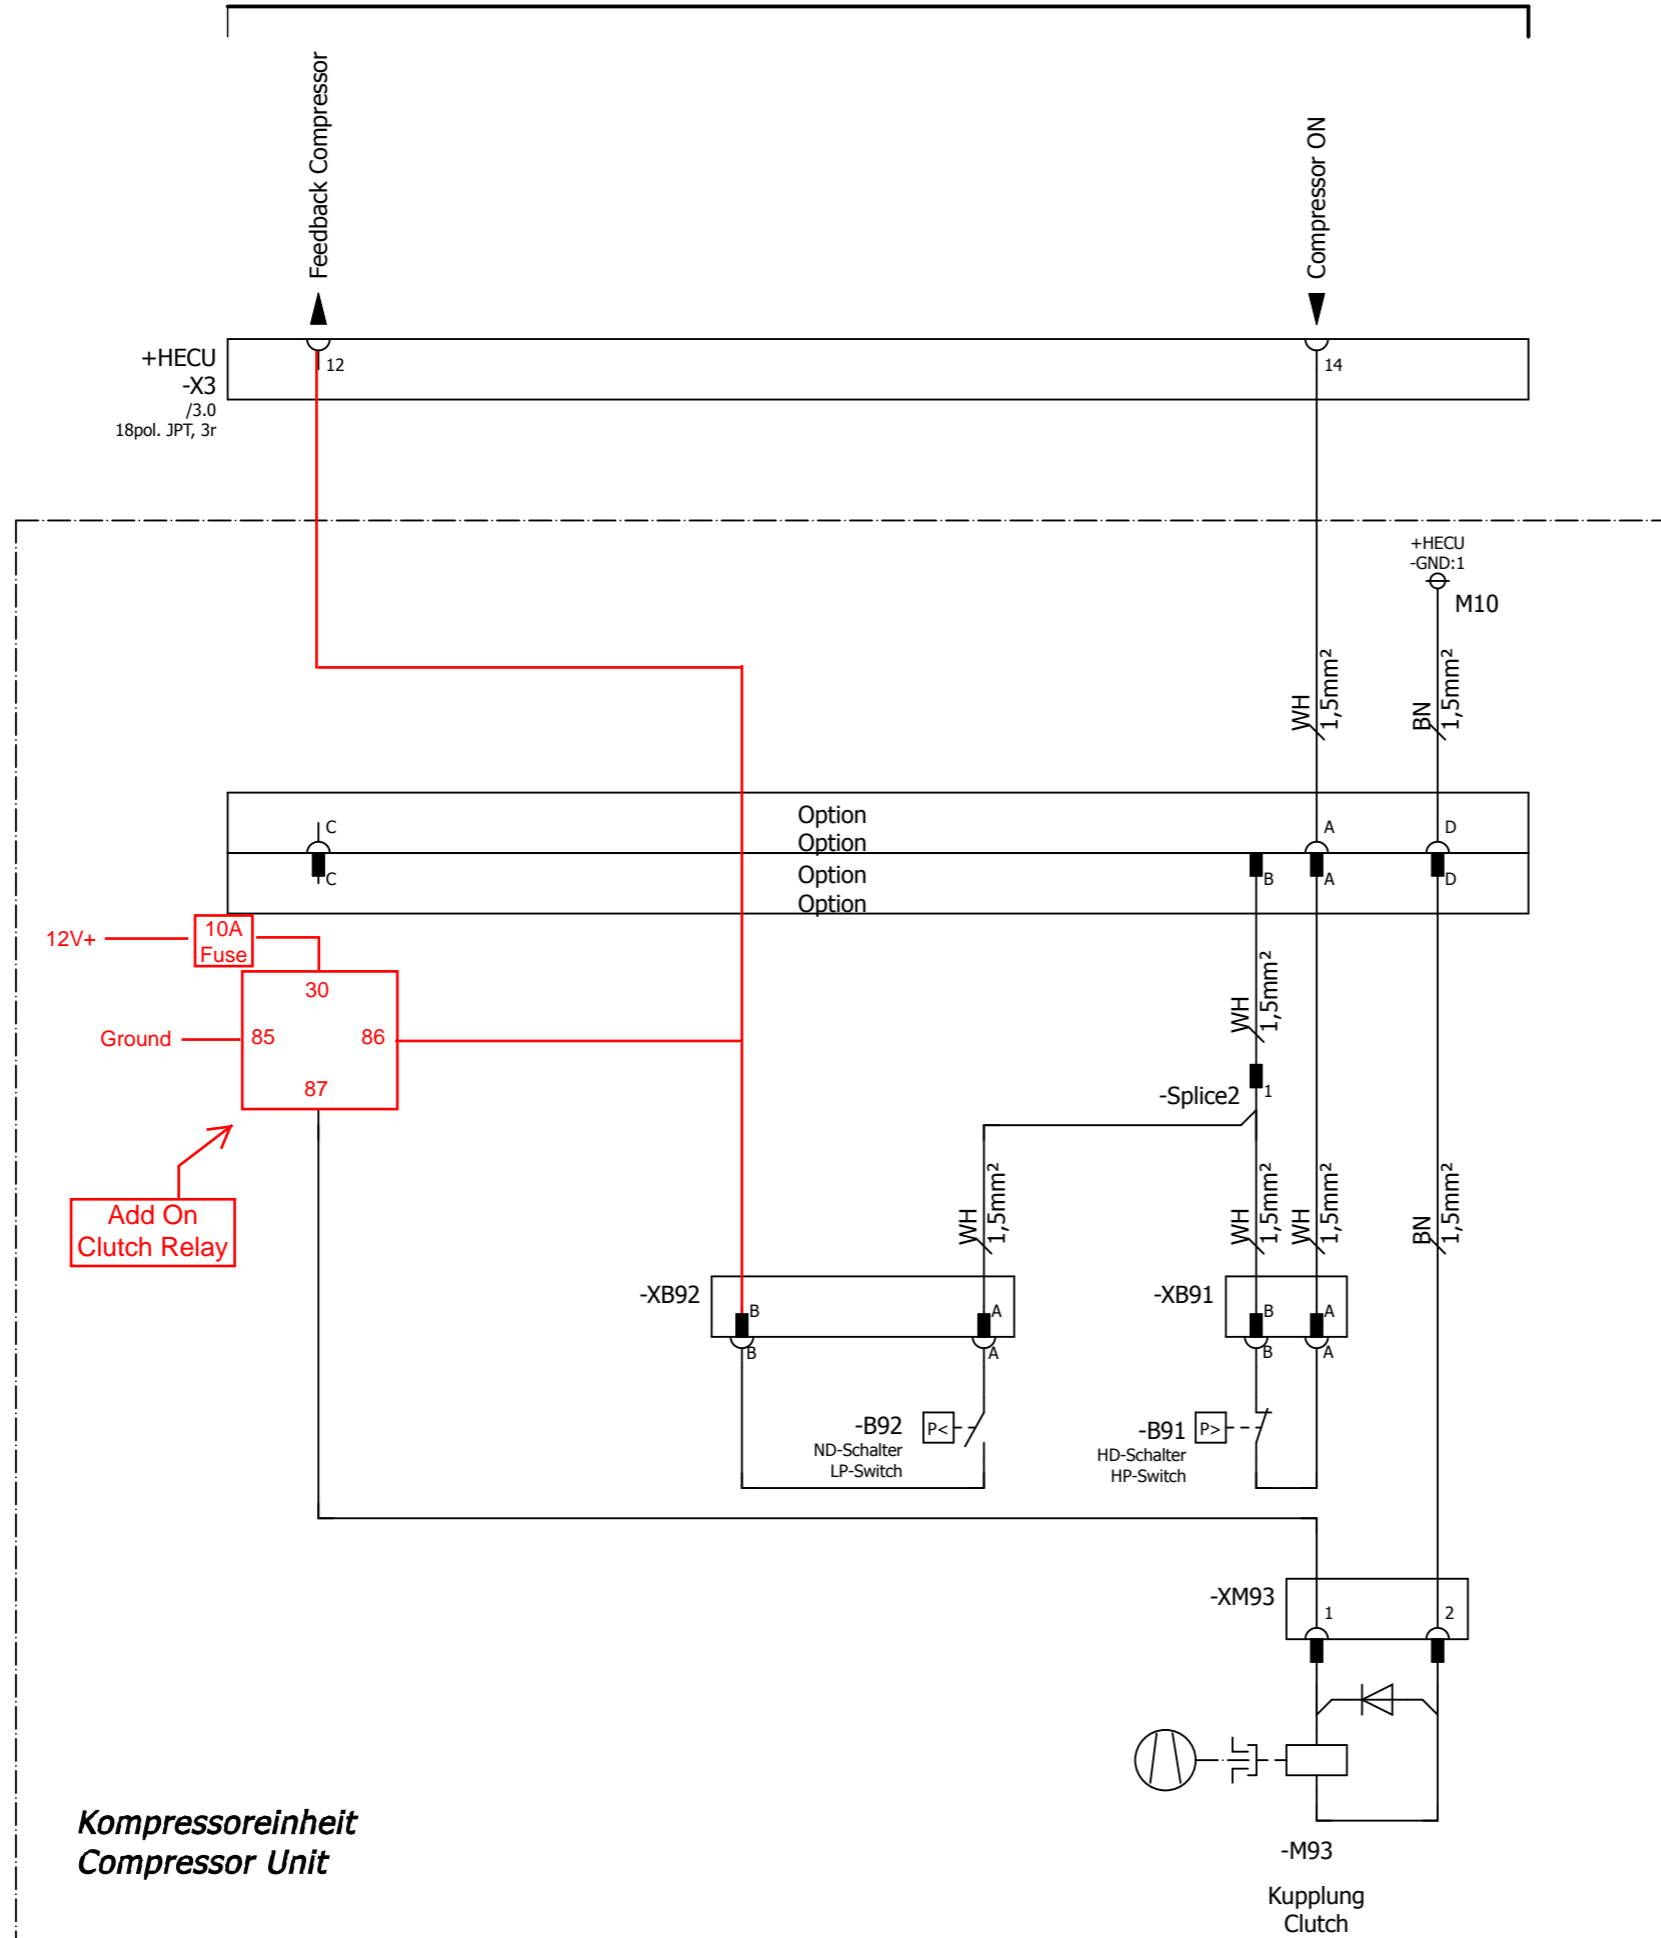 Feedback Compressor
Compressor ON
+HECU
-X3
/3.0
18pol. JPT, 3r
12
14
+HECU
-GND:1
M10
WH
1,5mm²
BN
1,5mm²
Option
Option
Option
Option
C
C
A
D
B
A
D
12V+
10A
Fuse
30
Ground
85
86
87
WH
1,5mm²
-Splice2
1
Add On
Clutch Relay
WH
1,5mm²
WH
1,5mm²
WH
1,5mm²
BN
1,5mm²
-XB92
B
A
B
A
-XB91
B
A
B
A
-B92
ND-Schalter
LP-Switch
P<
-B91
HD-Schalter
HP-Switch
P>
-XM93
1
2
Kompressoreinheit
Compressor Unit
-M93
Kupplung
Clutch